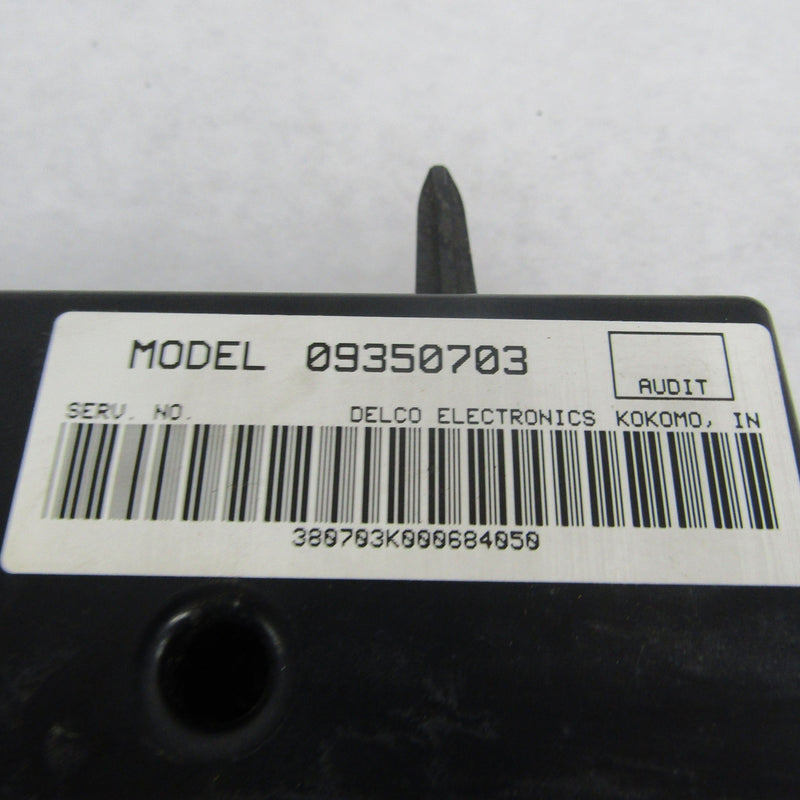 MODEL 09350703
AUDIT
SERV. NO. DELCO ELECTRONICS KOKOMO, IN
380703K000684050